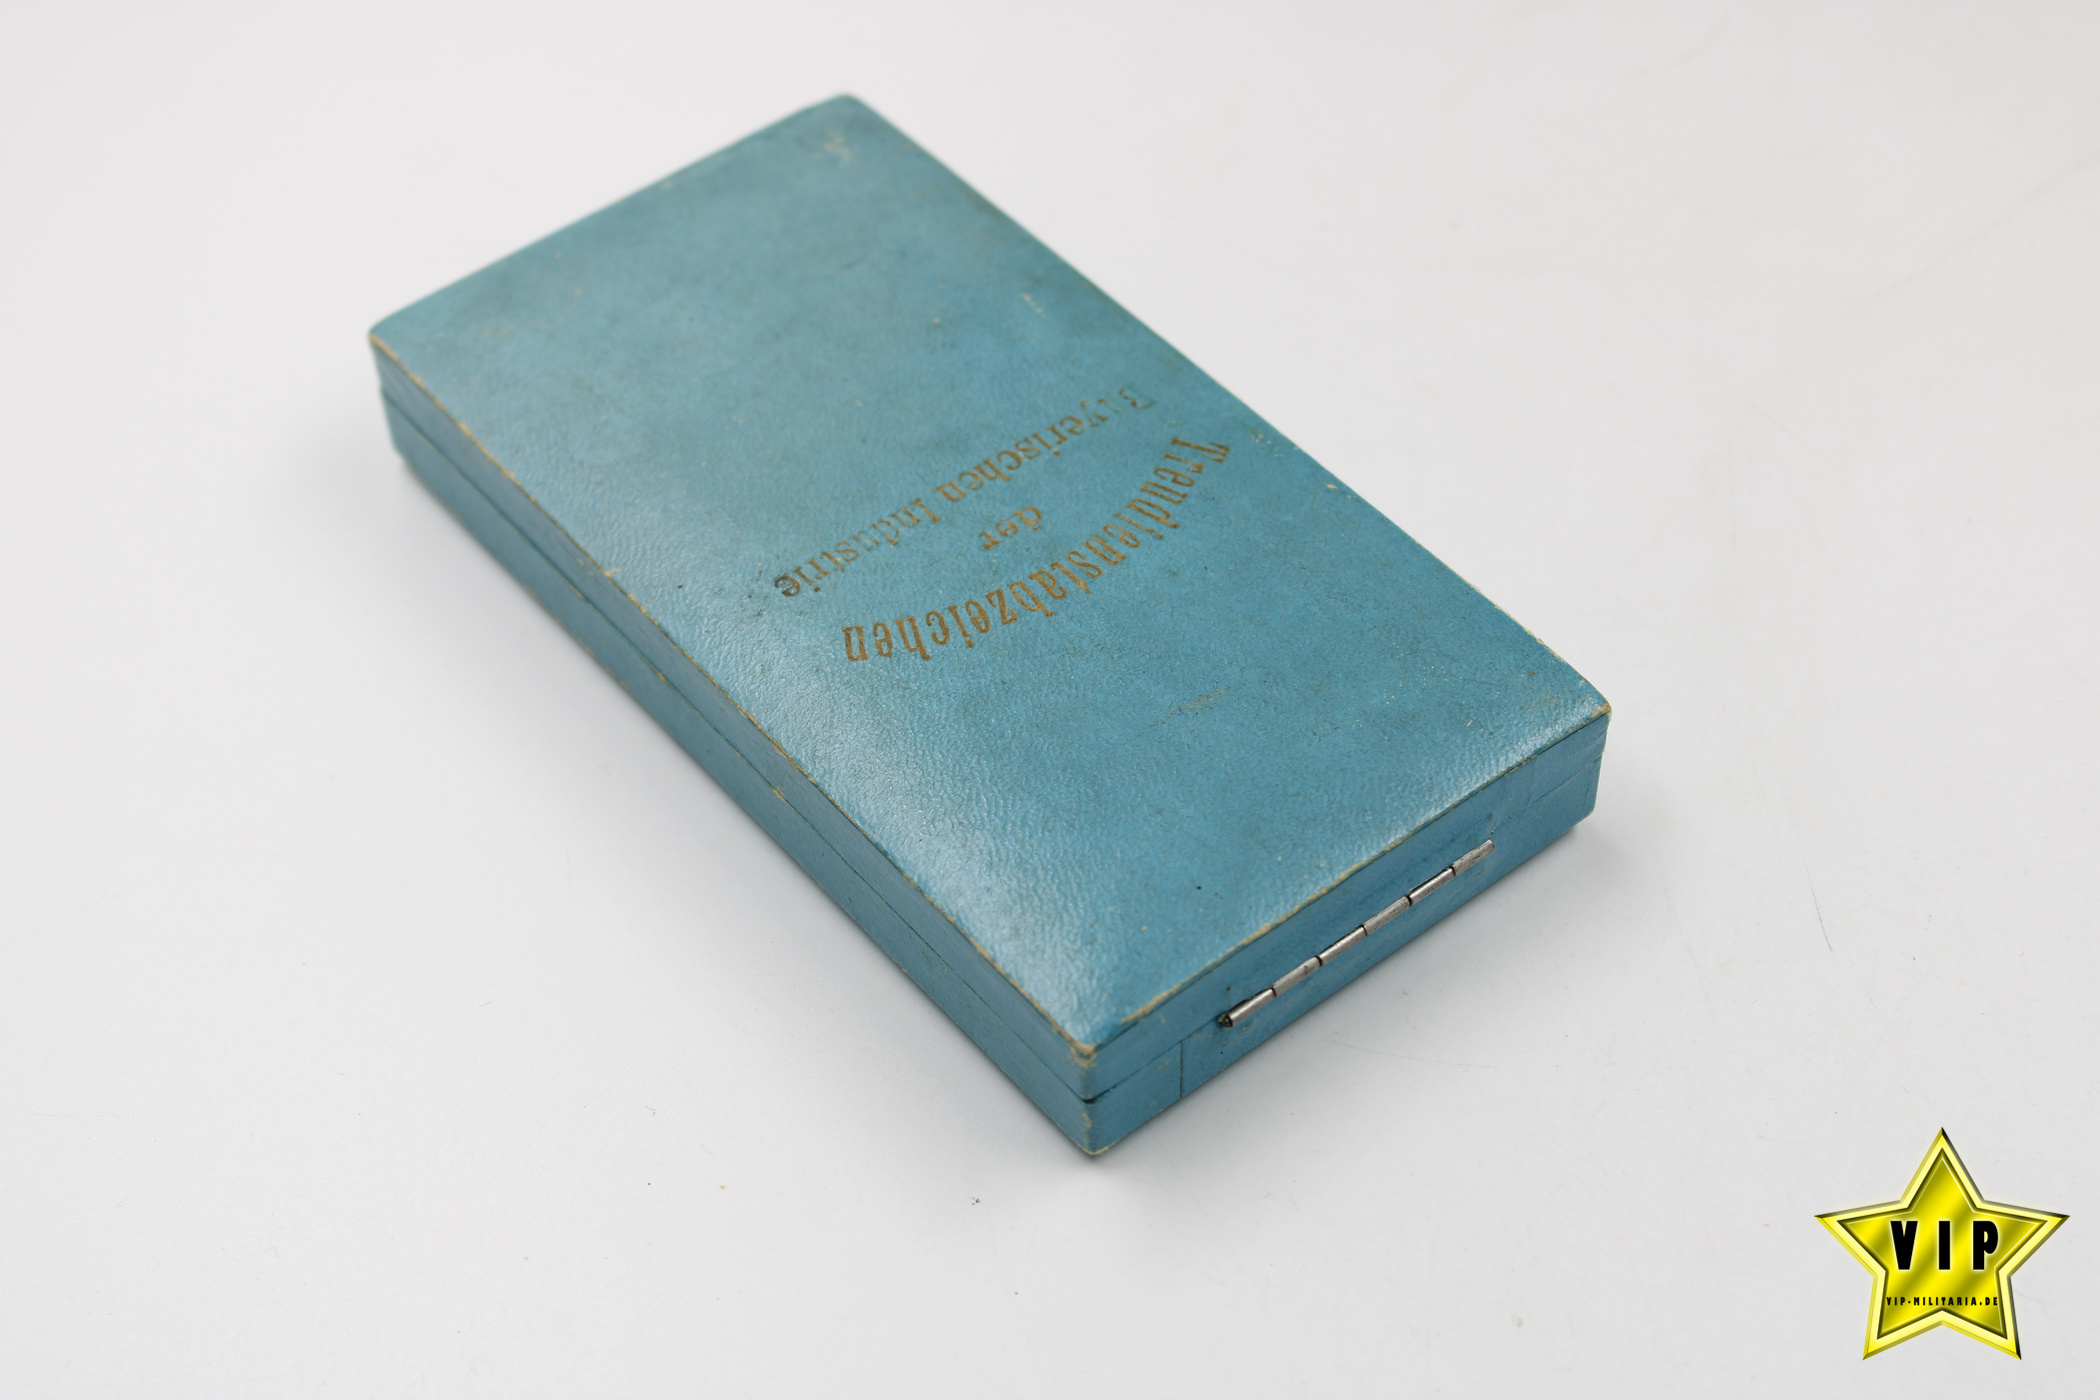 Treudienstabzeichen
der
Bayerischen Industrie
VIP
VIP-MILITARIA.DE